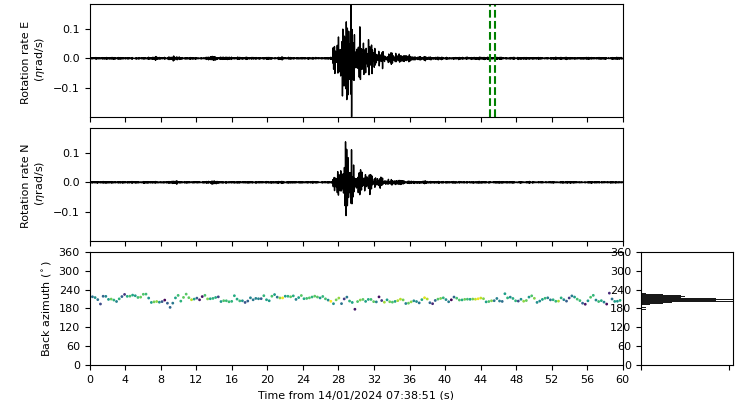 Rotation rate E
(ηrad/s)
0.1
0.0
−0.1
Rotation rate N
(ηrad/s)
0.1
0.0
−0.1
Back azimuth (°)
360
300
240
180
120
60
0
360
300
240
180
120
60
0
0 4 8 12 16 20 24 28 32 36 40 44 48 52 56 60
Time from 14/01/2024 07:38:51 (s)